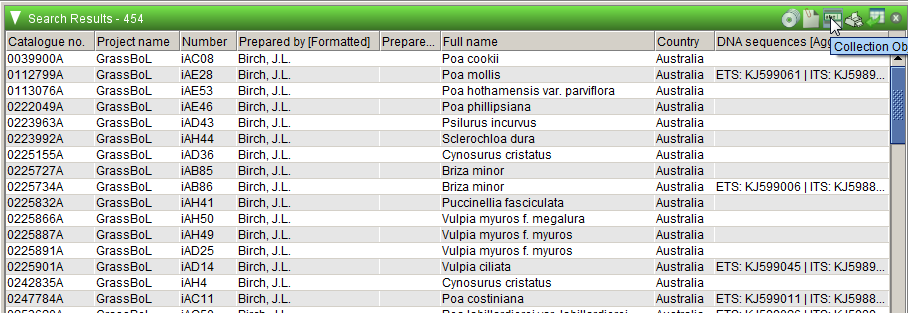 Search Results - 454
Collection Ob
Catalogue no. Project name Number Prepared by [Formatted] Prepare... Full name Country DNA sequences [Agg
0039900A GrassBoL iAC08 Birch, J.L. Poa cookii Australia
0112799A GrassBoL iAE28 Birch, J.L. Poa mollis Australia ETS: KJ599061 | ITS: KJ5989...
0113076A GrassBoL iAE53 Birch, J.L. Poa hothamensis var. parviflora Australia
0222049A GrassBoL iAE46 Birch, J.L. Poa phillipsiana Australia
0223963A GrassBoL iAD43 Birch, J.L. Psilurus incurvus Australia
0223992A GrassBoL iAH44 Birch, J.L. Sclerochloa dura Australia
0225155A GrassBoL iAD36 Birch, J.L. Cynosurus cristatus Australia
0225727A GrassBoL iAB85 Birch, J.L. Briza minor Australia
0225734A GrassBoL iAB86 Birch, J.L. Briza minor Australia ETS: KJ599006 | ITS: KJ5988...
0225832A GrassBoL iAH41 Birch, J.L. Puccinellia fasciculata Australia
0225866A GrassBoL iAH50 Birch, J.L. Vulpia myuros f. megalura Australia
0225887A GrassBoL iAH49 Birch, J.L. Vulpia myuros f. myuros Australia
0225891A GrassBoL iAD25 Birch, J.L. Vulpia myuros f. myuros Australia
0225901A GrassBoL iAD14 Birch, J.L. Vulpia ciliata Australia ETS: KJ599045 | ITS: KJ5989...
0242835A GrassBoL iAH4 Birch, J.L. Cynosurus cristatus Australia
0247784A GrassBoL iAC11 Birch, J.L. Poa costiniana Australia ETS: KJ599011 | ITS: KJ5988...